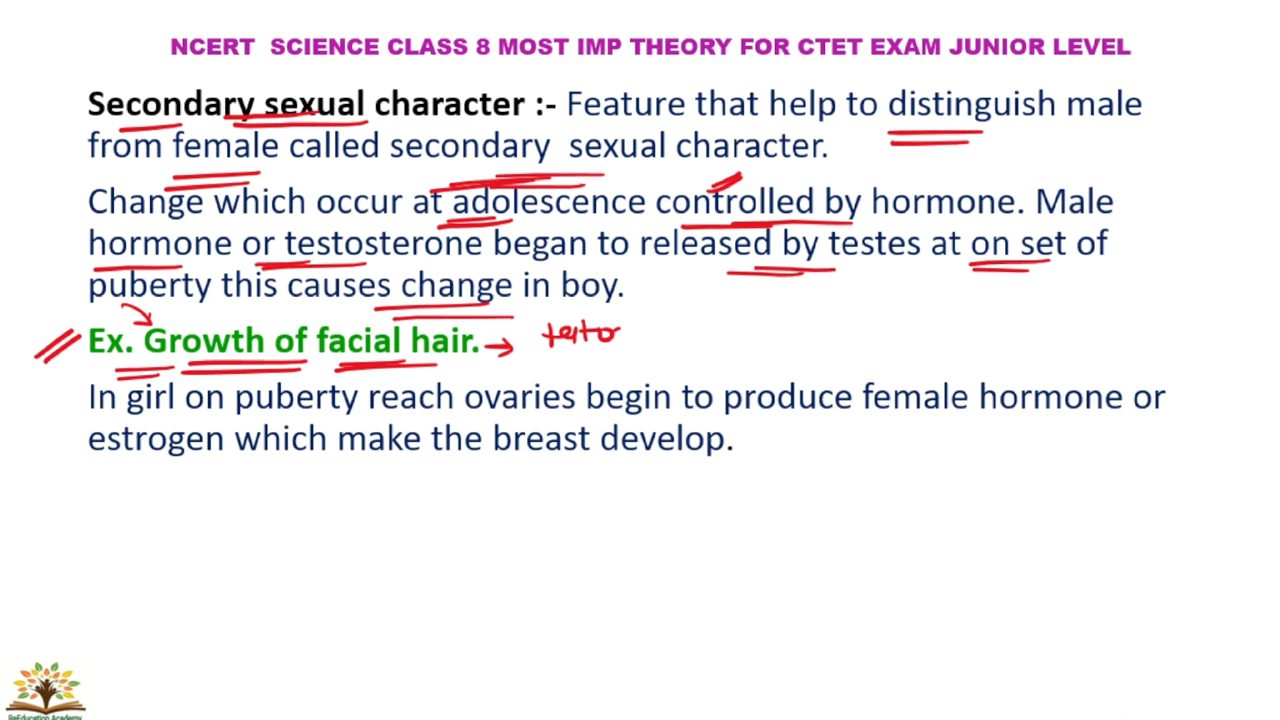 NCERT SCIENCE CLASS 8 MOST IMP THEORY FOR CTET EXAM JUNIOR LEVEL
Secondary sexual character :- Feature that help to distinguish male
from female called secondary sexual character.
Change which occur at adolescence controlled by hormone. Male
hormone or testosterone began to released by testes at on set of
puberty this causes change in boy.
Ex. Growth of facial hair.
In girl on puberty reach ovaries begin to produce female hormone or
estrogen which make the breast develop.
ReEducation Academy